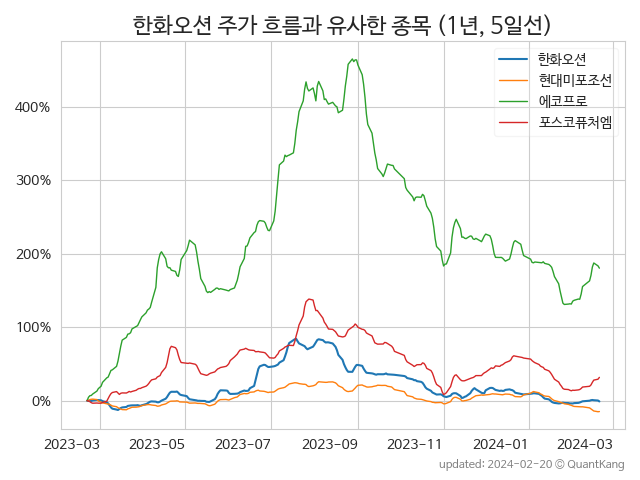 한화오션 주가 흐름과 유사한 종목 (1년, 5일선)
한화오션
현대미포조선
에코프로
포스코퓨처엠
400%
300%
200%
100%
0%
2023-03 2023-05 2023-07 2023-09 2023-11 2024-01 2024-03
updated: 2024-02-20 © QuantKang